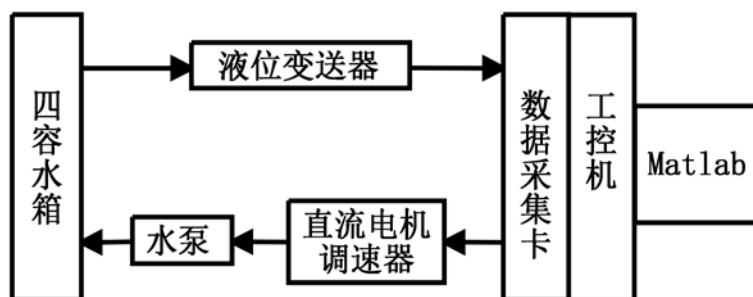 四容水箱
液位变送器
数据采集卡
工控机
Matlab
水泵
直流电机
调速器